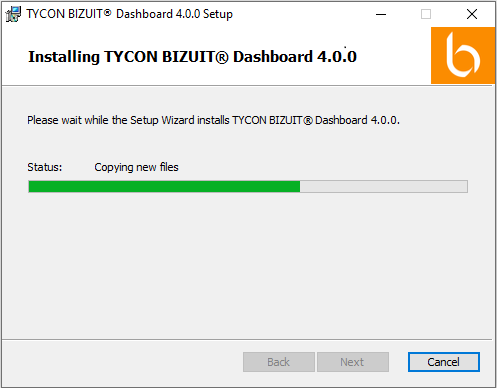 TYCON BIZUIT® Dashboard 4.0.0 Setup
Installing TYCON BIZUIT® Dashboard 4.0.0
Please wait while the Setup Wizard installs TYCON BIZUIT® Dashboard 4.0.0.
Status: Copying new files
Back Next Cancel